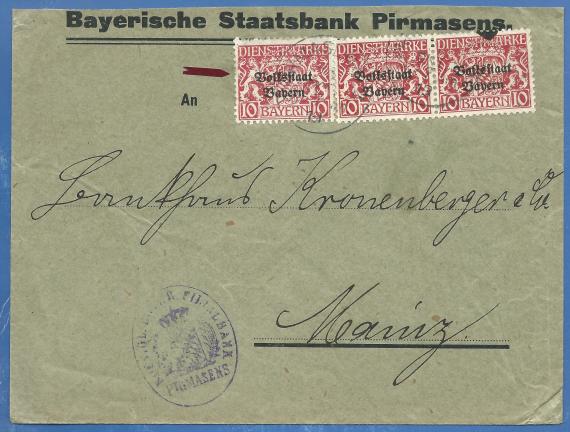 Bayerische Staatsbank Pirmasens.
DIENSTMARKE DIENSTMARKE DIENSTMARKE
Volksstaat Volksstaat Volksstaat
Bayern Bayern Bayern
10 BAYERN 10 10 BAYERN 10 10 BAYERN 10
An
Bankhaus Kronenberger & Co
Mainz.
FILIALBANK
PIRMASENS